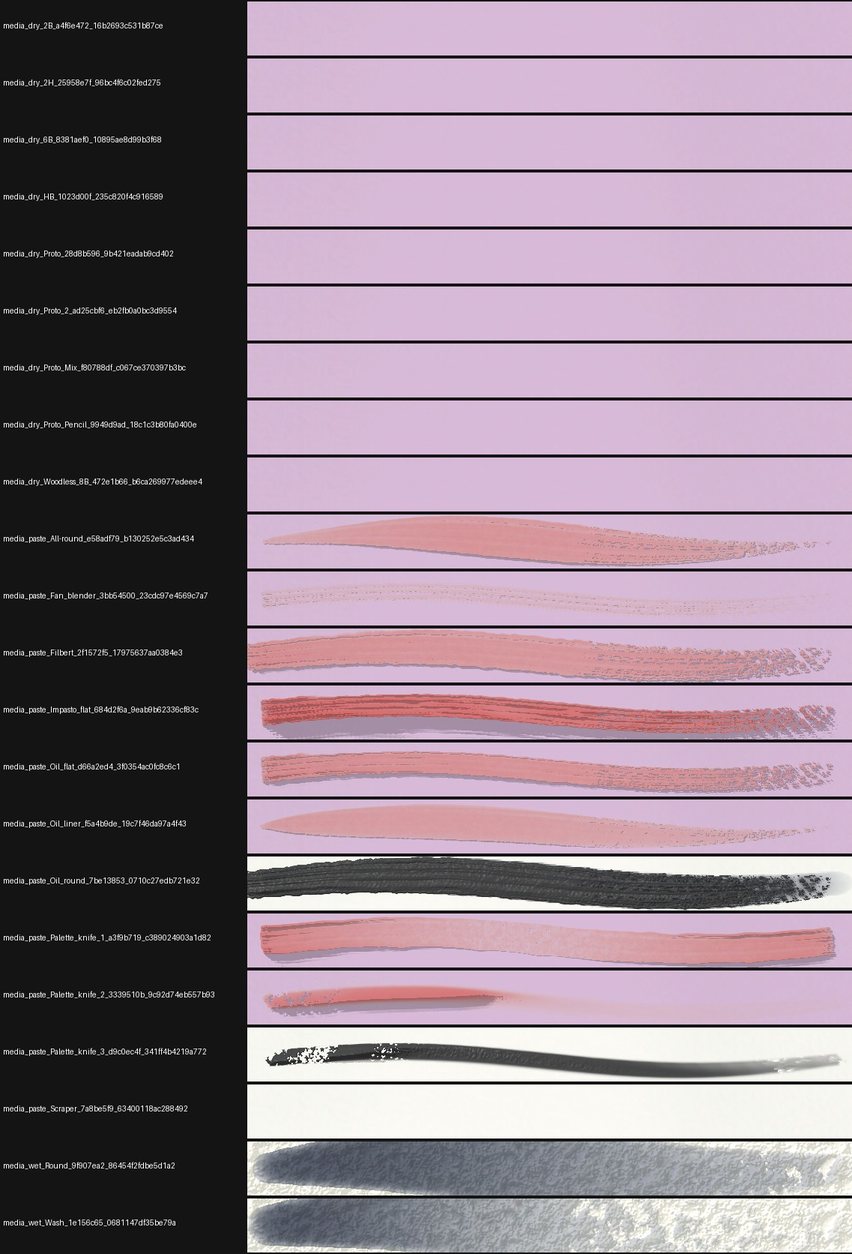 media_dry_2B_a4f6e472_16b2693c531b87ce
media_dry_2H_25958e7f_96bc4f6c02fed275
media_dry_6B_8381aef0_10895ae8d99b3f68
media_dry_HB_1023d00f_235c820f4c916589
media_dry_Proto_28d8b596_9b421eadab9cd402
media_dry_Proto_2_ad25cbf6_eb2fb0a0bc3d9554
media_dry_Proto_Mix_f80788df_c067ce370397b3bc
media_dry_Proto_Pencil_9949d9ad_18c1c3b80fa0400e
media_dry_Woodless_8B_472e1b66_b6ca269977edeee4
media_paste_All-round_e58adf79_b130252e5c3ad434
media_paste_Fan_blender_3bb54500_23cdc97e4569c7a7
media_paste_Filbert_2f1572f5_17975637aa0384e3
media_paste_Impasto_flat_684d2f6a_9eab9b62336cf83c
media_paste_Oil_flat_d66a2ed4_3f0354ac0fc8c6c1
media_paste_Oil_liner_f5a4b9de_19c7f46da97a4f43
media_paste_Oil_round_7be13853_0710c27edb721e32
media_paste_Palette_knife_1_a3f9b719_c389024903a1d82
media_paste_Palette_knife_2_3339510b_9c92d74eb557b93
media_paste_Palette_knife_3_d9c0ec4f_341ff4b4219a772
media_paste_Scraper_7a8be5f9_63400118ac288492
media_wet_Round_9f907ea2_86454f2fdbe5d1a2
media_wet_Wash_1e156c65_0681147df35be79a